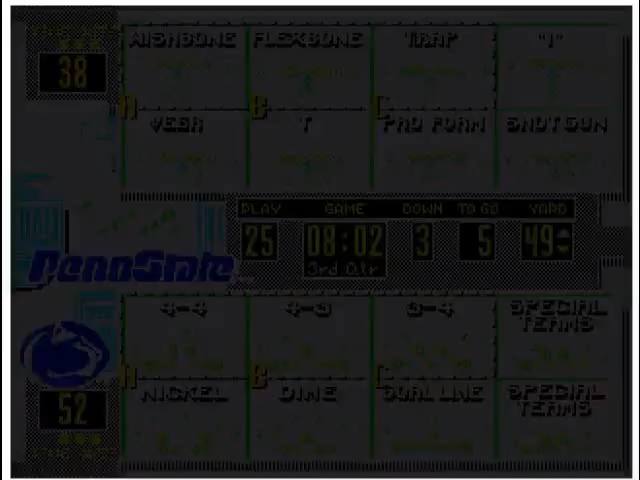 WISHBONE FLEXBONE TRAP "I"
38
A B C
VEER T PRO FORM SHOTGUN
PLAY GAME DOWN TO GO YARD
25 08:02 3 5 49
3rd Qtr
PennState
4-4 4-3 3-4 SPECIAL TEAMS
A B C
NICKEL DIME GOAL LINE SPECIAL TEAMS
52